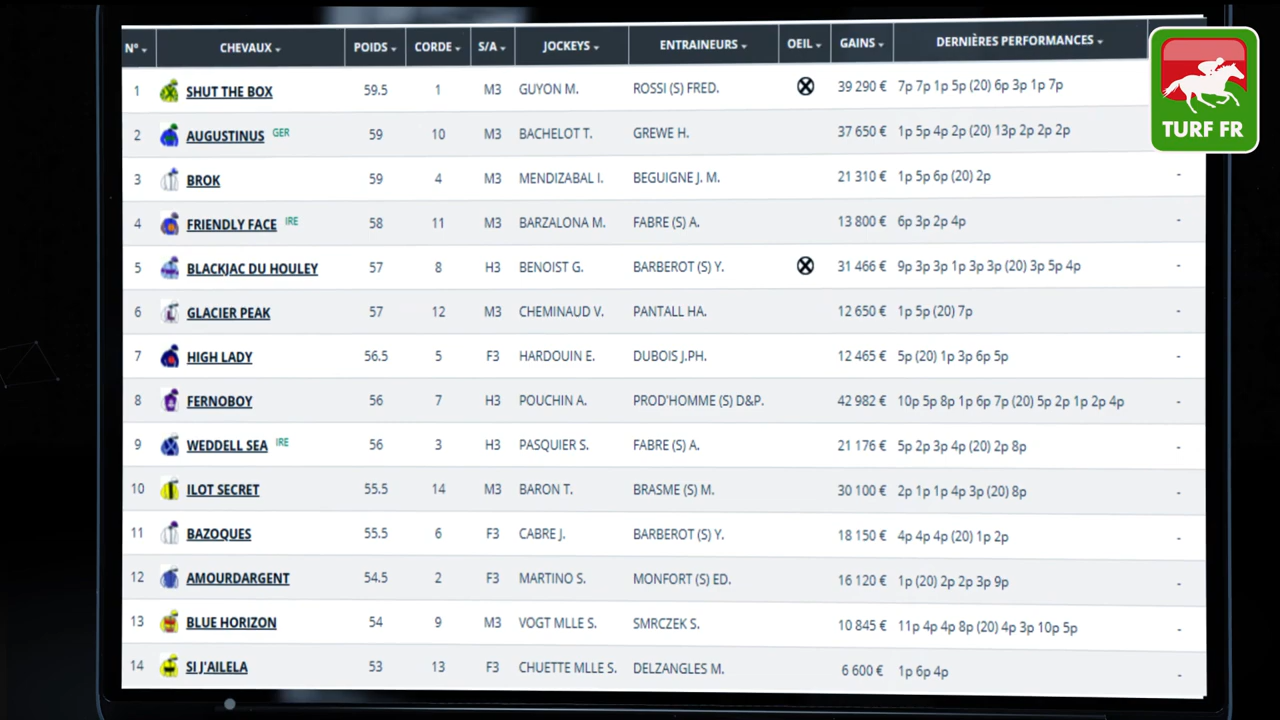 N° CHEVAUX POIDS CORDE S/A JOCKEYS ENTRAINEURS OEIL GAINS DERNIÈRES PERFORMANCES
1 SHUT THE BOX 59.5 1 M3 GUYON M. ROSSI (S) FRED. 39 290 € 7p 7p 1p 5p (20) 6p 3p 1p 7p
2 AUGUSTINUS GER 59 10 M3 BACHELOT T. GREWE H. 37 650 € 1p 5p 4p 2p (20) 13p 2p 2p 2p
TURF FR
3 BROK 59 4 M3 MENDIZABAL I. BEGUIGNE J. M. 21 310 € 1p 5p 6p (20) 2p -
4 FRIENDLY FACE IRE 58 11 M3 BARZALONA M. FABRE (S) A. 13 800 € 6p 3p 2p 4p -
5 BLACKJAC DU HOULEY 57 8 H3 BENOIST G. BARBEROT (S) Y. 31 466 € 9p 3p 3p 1p 3p 3p (20) 3p 5p 4p -
6 GLACIER PEAK 57 12 M3 CHEMINAUD V. PANTALL HA. 12 650 € 1p 5p (20) 7p -
7 HIGH LADY 56.5 5 F3 HARDOUIN E. DUBOIS J.PH. 12 465 € 5p (20) 1p 3p 6p 5p -
8 FERNOBOY 56 7 H3 POUCHIN A. PROD'HOMME (S) D&P. 42 982 € 10p 5p 8p 1p 6p 7p (20) 5p 2p 1p 2p 4p -
9 WEDDELL SEA IRE 56 3 H3 PASQUIER S. FABRE (S) A. 21 176 € 5p 2p 3p 4p (20) 2p 8p -
10 ILOT SECRET 55.5 14 M3 BARON T. BRASME (S) M. 30 100 € 2p 1p 1p 4p 3p (20) 8p -
11 BAZOQUES 55.5 6 F3 CABRE J. BARBEROT (S) Y. 18 150 € 4p 4p 4p (20) 1p 2p -
12 AMOURDARGENT 54.5 2 F3 MARTINO S. MONFORT (S) ED. 16 120 € 1p (20) 2p 2p 3p 9p -
13 BLUE HORIZON 54 9 M3 VOGT MLLE S. SMRCZEK S. 10 845 € 11p 4p 4p 8p (20) 4p 3p 10p 5p -
14 SI J'AILELA 53 13 F3 CHUETTE MLLE S. DELZANGLES M. 6 600 € 1p 6p 4p -